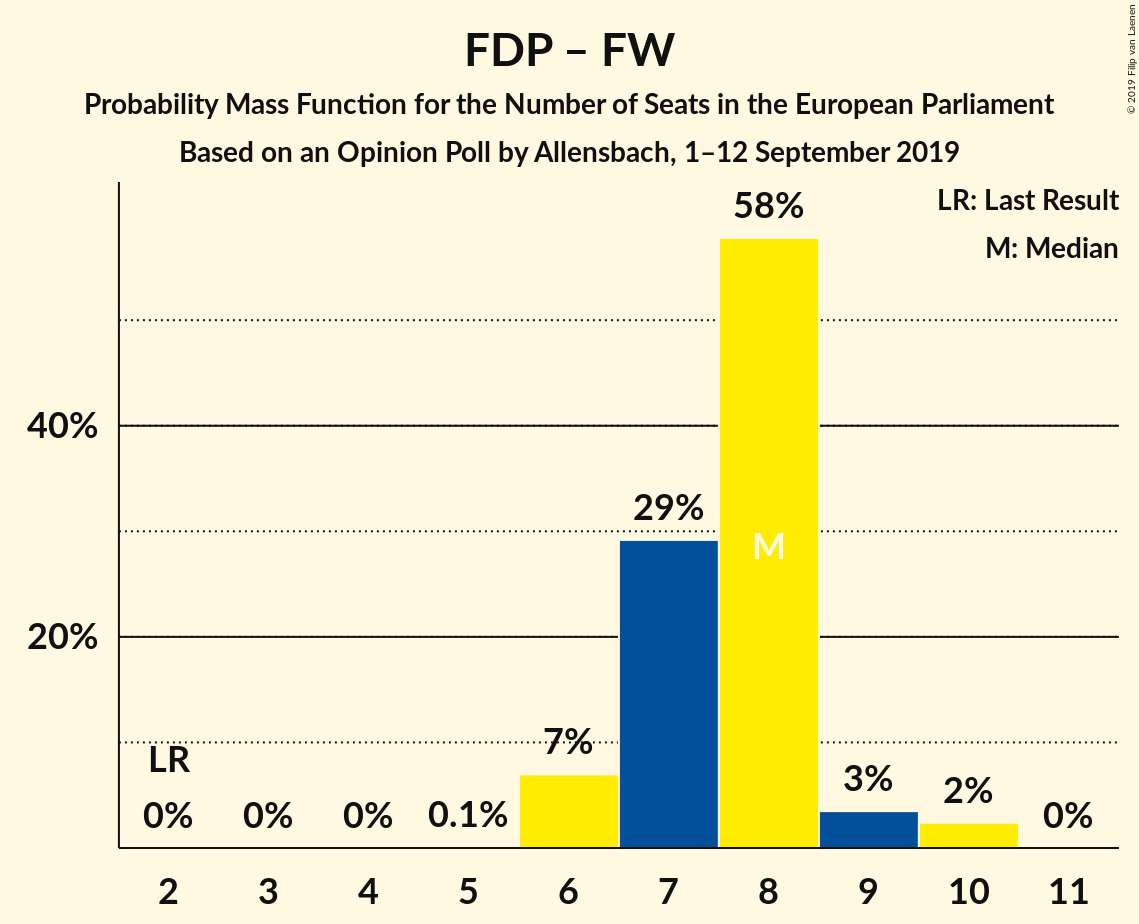 FDP – FW
Probability Mass Function for the Number of Seats in the European Parliament
Based on an Opinion Poll by Allensbach, 1–12 September 2019
© 2019 Filip van Laenen
LR: Last Result
M: Median
58%
40%
29%
M
20%
7%
LR
3%
2%
0%
0%
0%
0.1%
0%
2 3 4 5 6 7 8 9 10 11